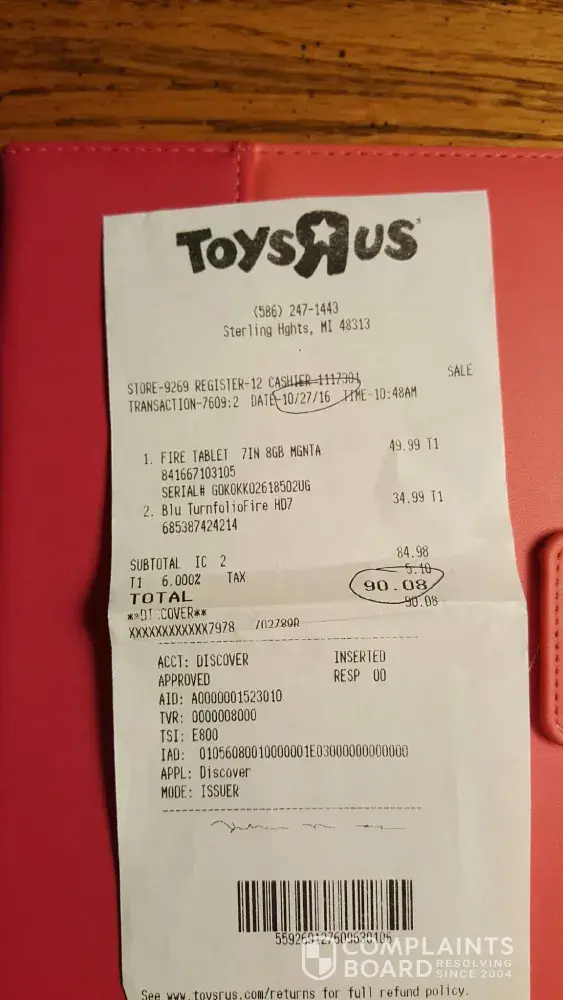 ToysЯus
(586) 247-1443
Sterling Hghts, MI 48313
STORE-9269 REGISTER-12 CASHIER-1117301 SALE
TRANSACTION-7609:2 DATE-10/27/16 TIME-10:48AM
1. FIRE TABLET 7IN 8GB MGNTA 49.99 T1
841667103105
SERIAL# G0K0KK02618502UG
2. Blu TurnfolioFire HD7 34.99 T1
685387424214
SUBTOTAL IC 2 84.98
T1 6.000% TAX 5.10
TOTAL 90.08
**DI COVER** 90.08
XXXXXXXXXXXX7978 /02789R
ACCT: DISCOVER INSERTED
APPROVED RESP 00
AID: A0000001523010
TVR: 0000008000
TSI: E800
IAD: 01056080010000001E03000000000000
APPL: Discover
MODE: ISSUER
COMPLAINTS
BOARD RESOLVING
SINCE 2004
See www.toysrus.com/returns for full refund policy.